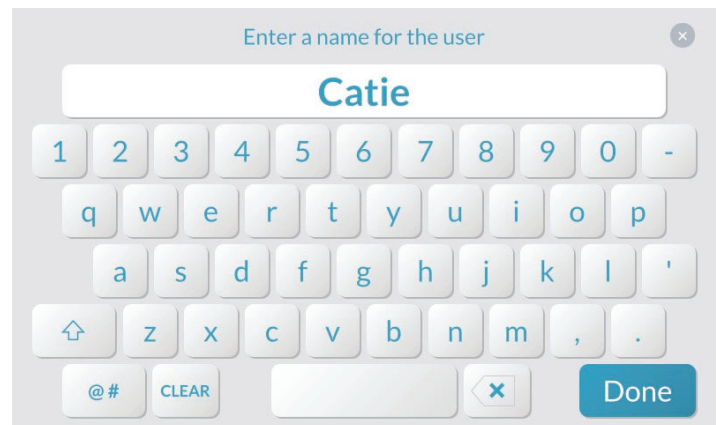 Enter a name for the user
Catie
1 2 3 4 5 6 7 8 9 0 -
q w e r t y u i o p
a s d f g h j k l '
z x c v b n m , .
@ # CLEAR Done